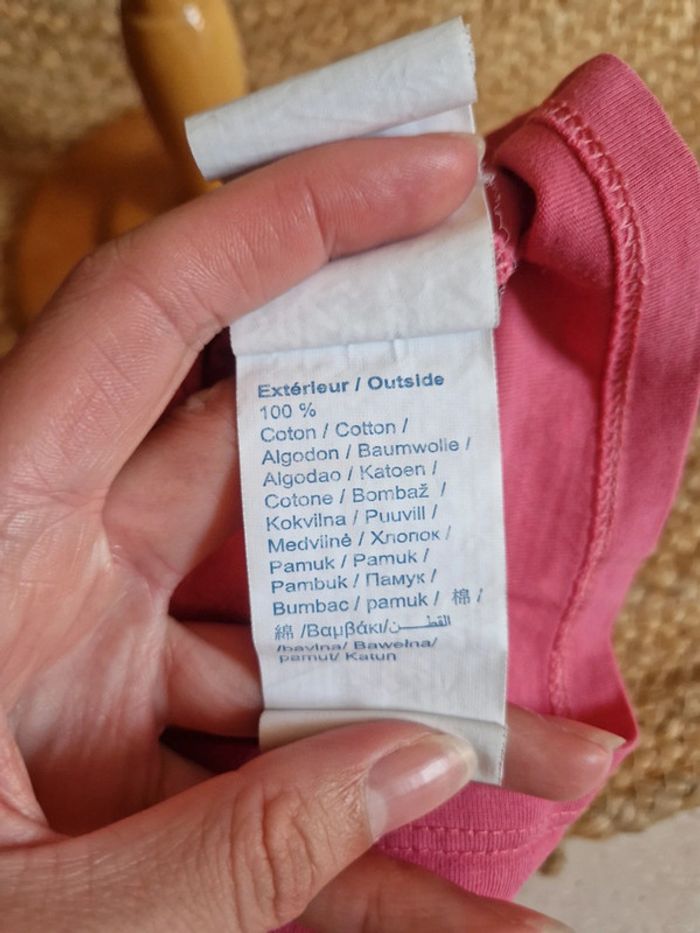 Extérieur / Outside
100 %
Coton / Cotton /
Algodon / Baumwolle /
Algodao / Katoen /
Cotone / Bombaž /
Kokvilna / Puuvill /
Medvilnė / Хлопок /
Pamuk / Pamuk /
Pambuk / Памук /
Bumbac / pamuk / 棉 /
綿 /Βαμβάκι/القطــــن
/bavlna/ Bawełna/
pamut/ Katun